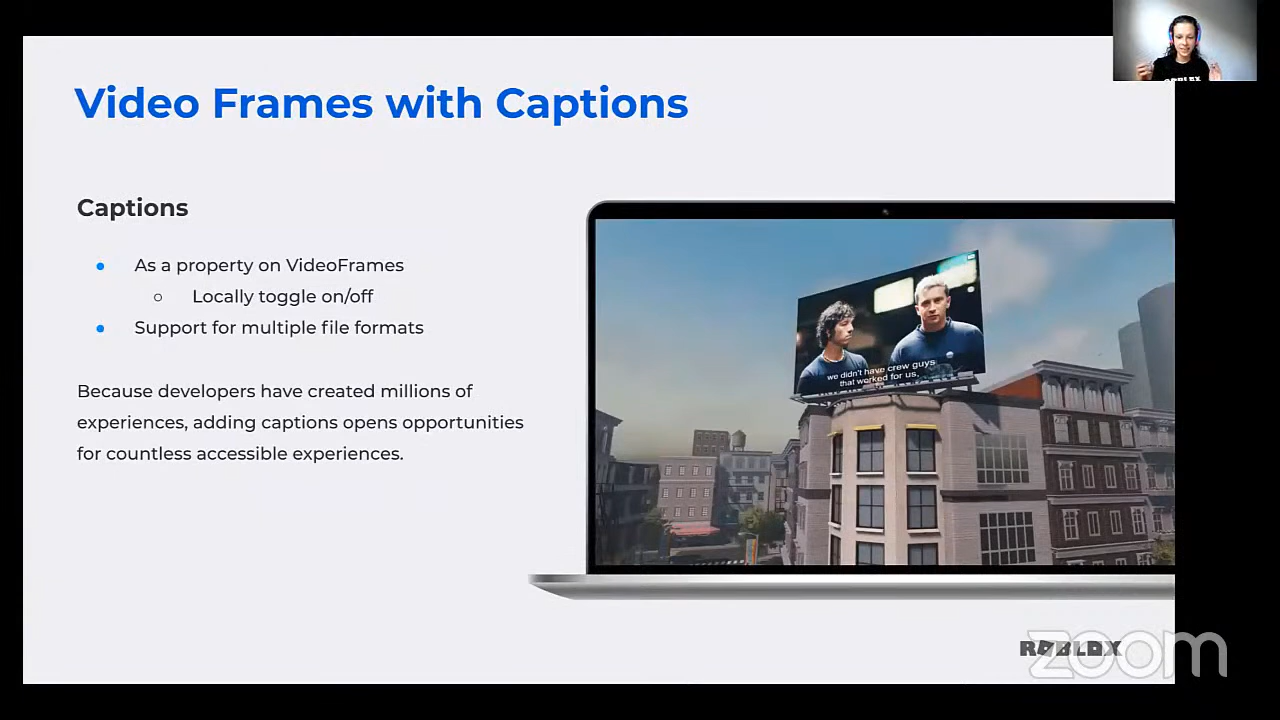 Video Frames with Captions
Captions
As a property on VideoFrames
Locally toggle on/off
Support for multiple file formats
Because developers have created millions of
experiences, adding captions opens opportunities
for countless accessible experiences.
we didn't have crew guys
that worked for us.
ROBLOX
zoom
ROBLOX